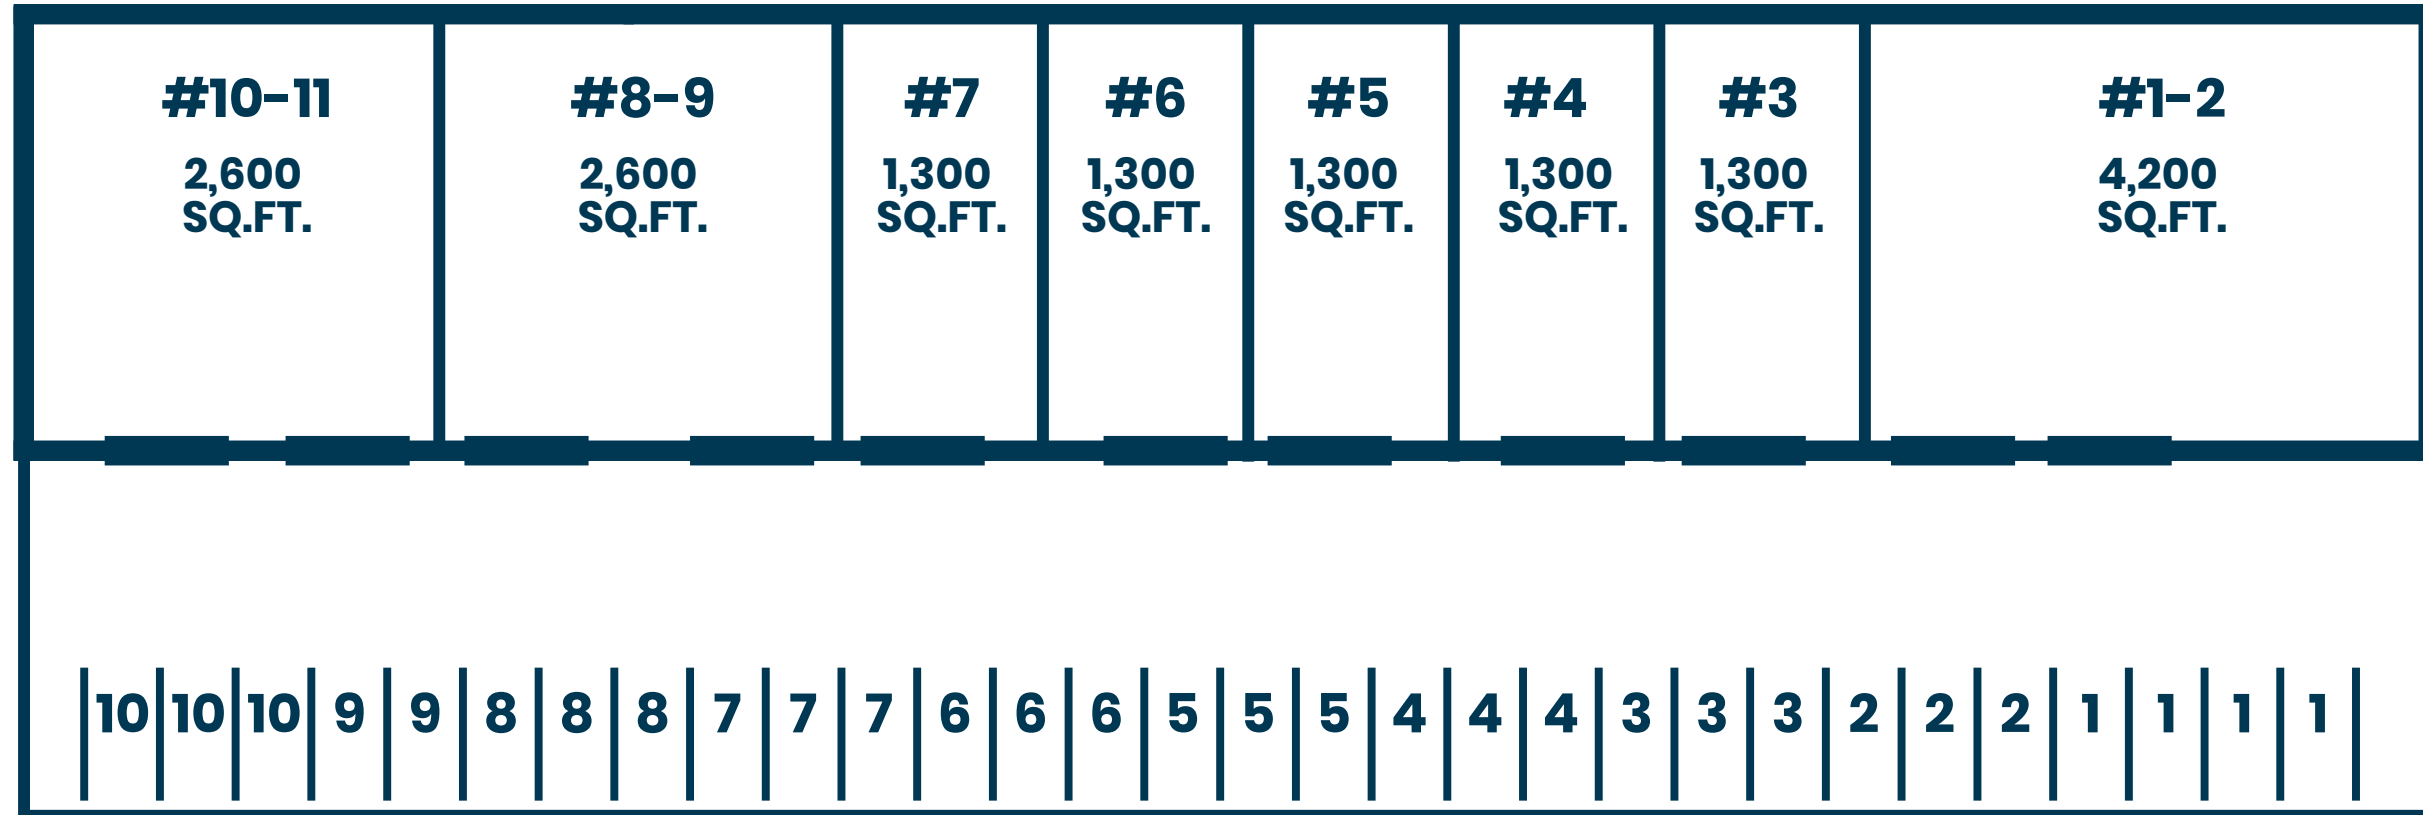 #10-11 #8-9 #7 #6 #5 #4 #3 #1-2
2,600 2,600 1,300 1,300 1,300 1,300 1,300 4,200
SQ.FT. SQ.FT. SQ.FT. SQ.FT. SQ.FT. SQ.FT. SQ.FT. SQ.FT.
10 10 10 9 9 8 8 8 7 7 7 6 6 6 5 5 5 4 4 4 3 3 3 2 2 2 1 1 1 1